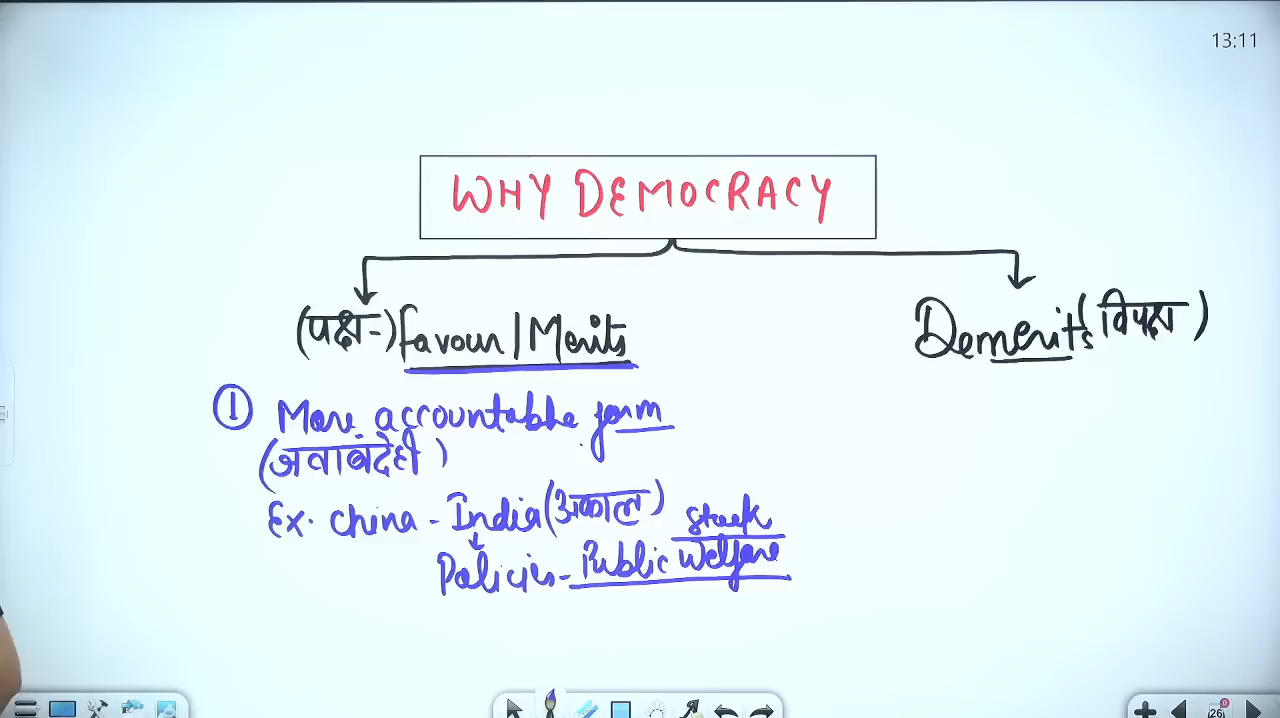 13:11
WHY DEMOCRACY
(पक्ष-) favour/Merits
Demerits (विपक्ष)
① More accountable form
(जवाबदेही)
Ex. China - India (अकाल)
Policies - Public Welfare
26